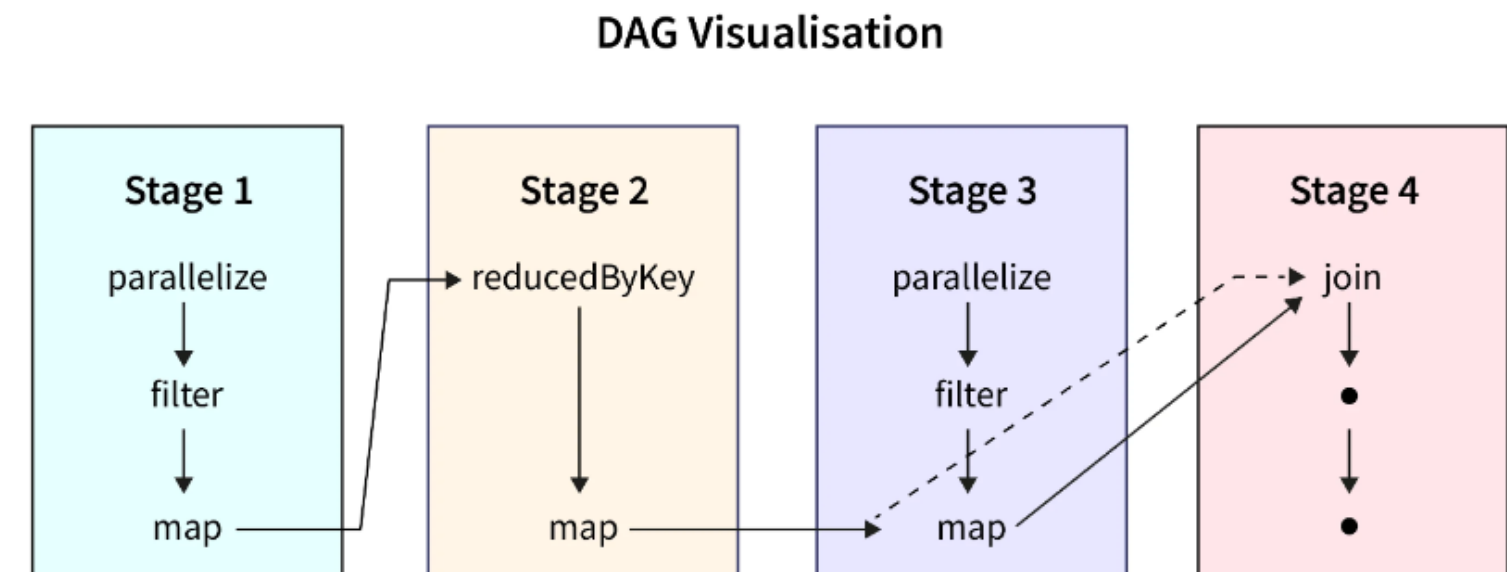 DAG Visualisation
Stage 1
parallelize
filter
map
Stage 2
reducedByKey
map
Stage 3
parallelize
filter
map
Stage 4
join